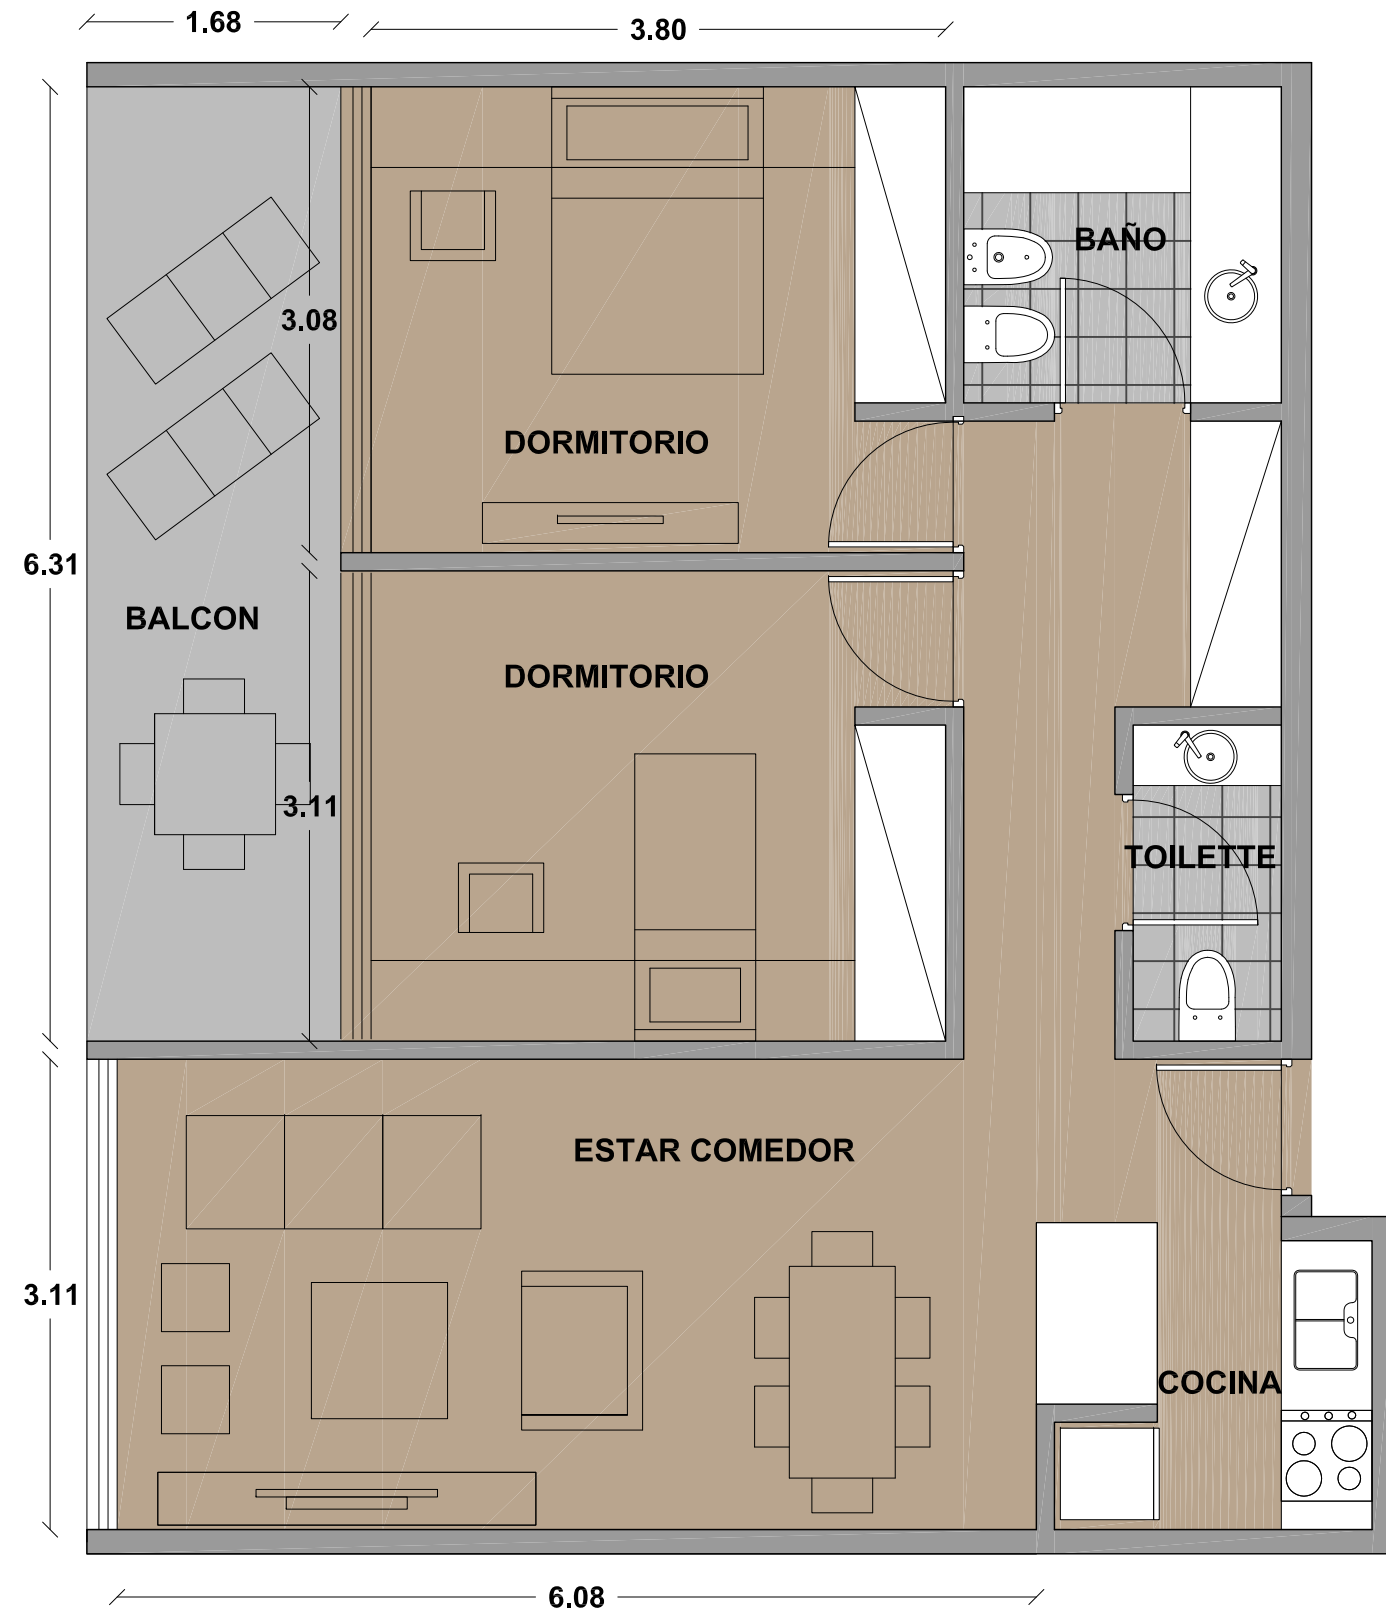 1.68
3.80
BAÑO
3.08
DORMITORIO
6.31
BALCON
DORMITORIO
3.11
TOILETTE
ESTAR COMEDOR
3.11
COCINA
6.08